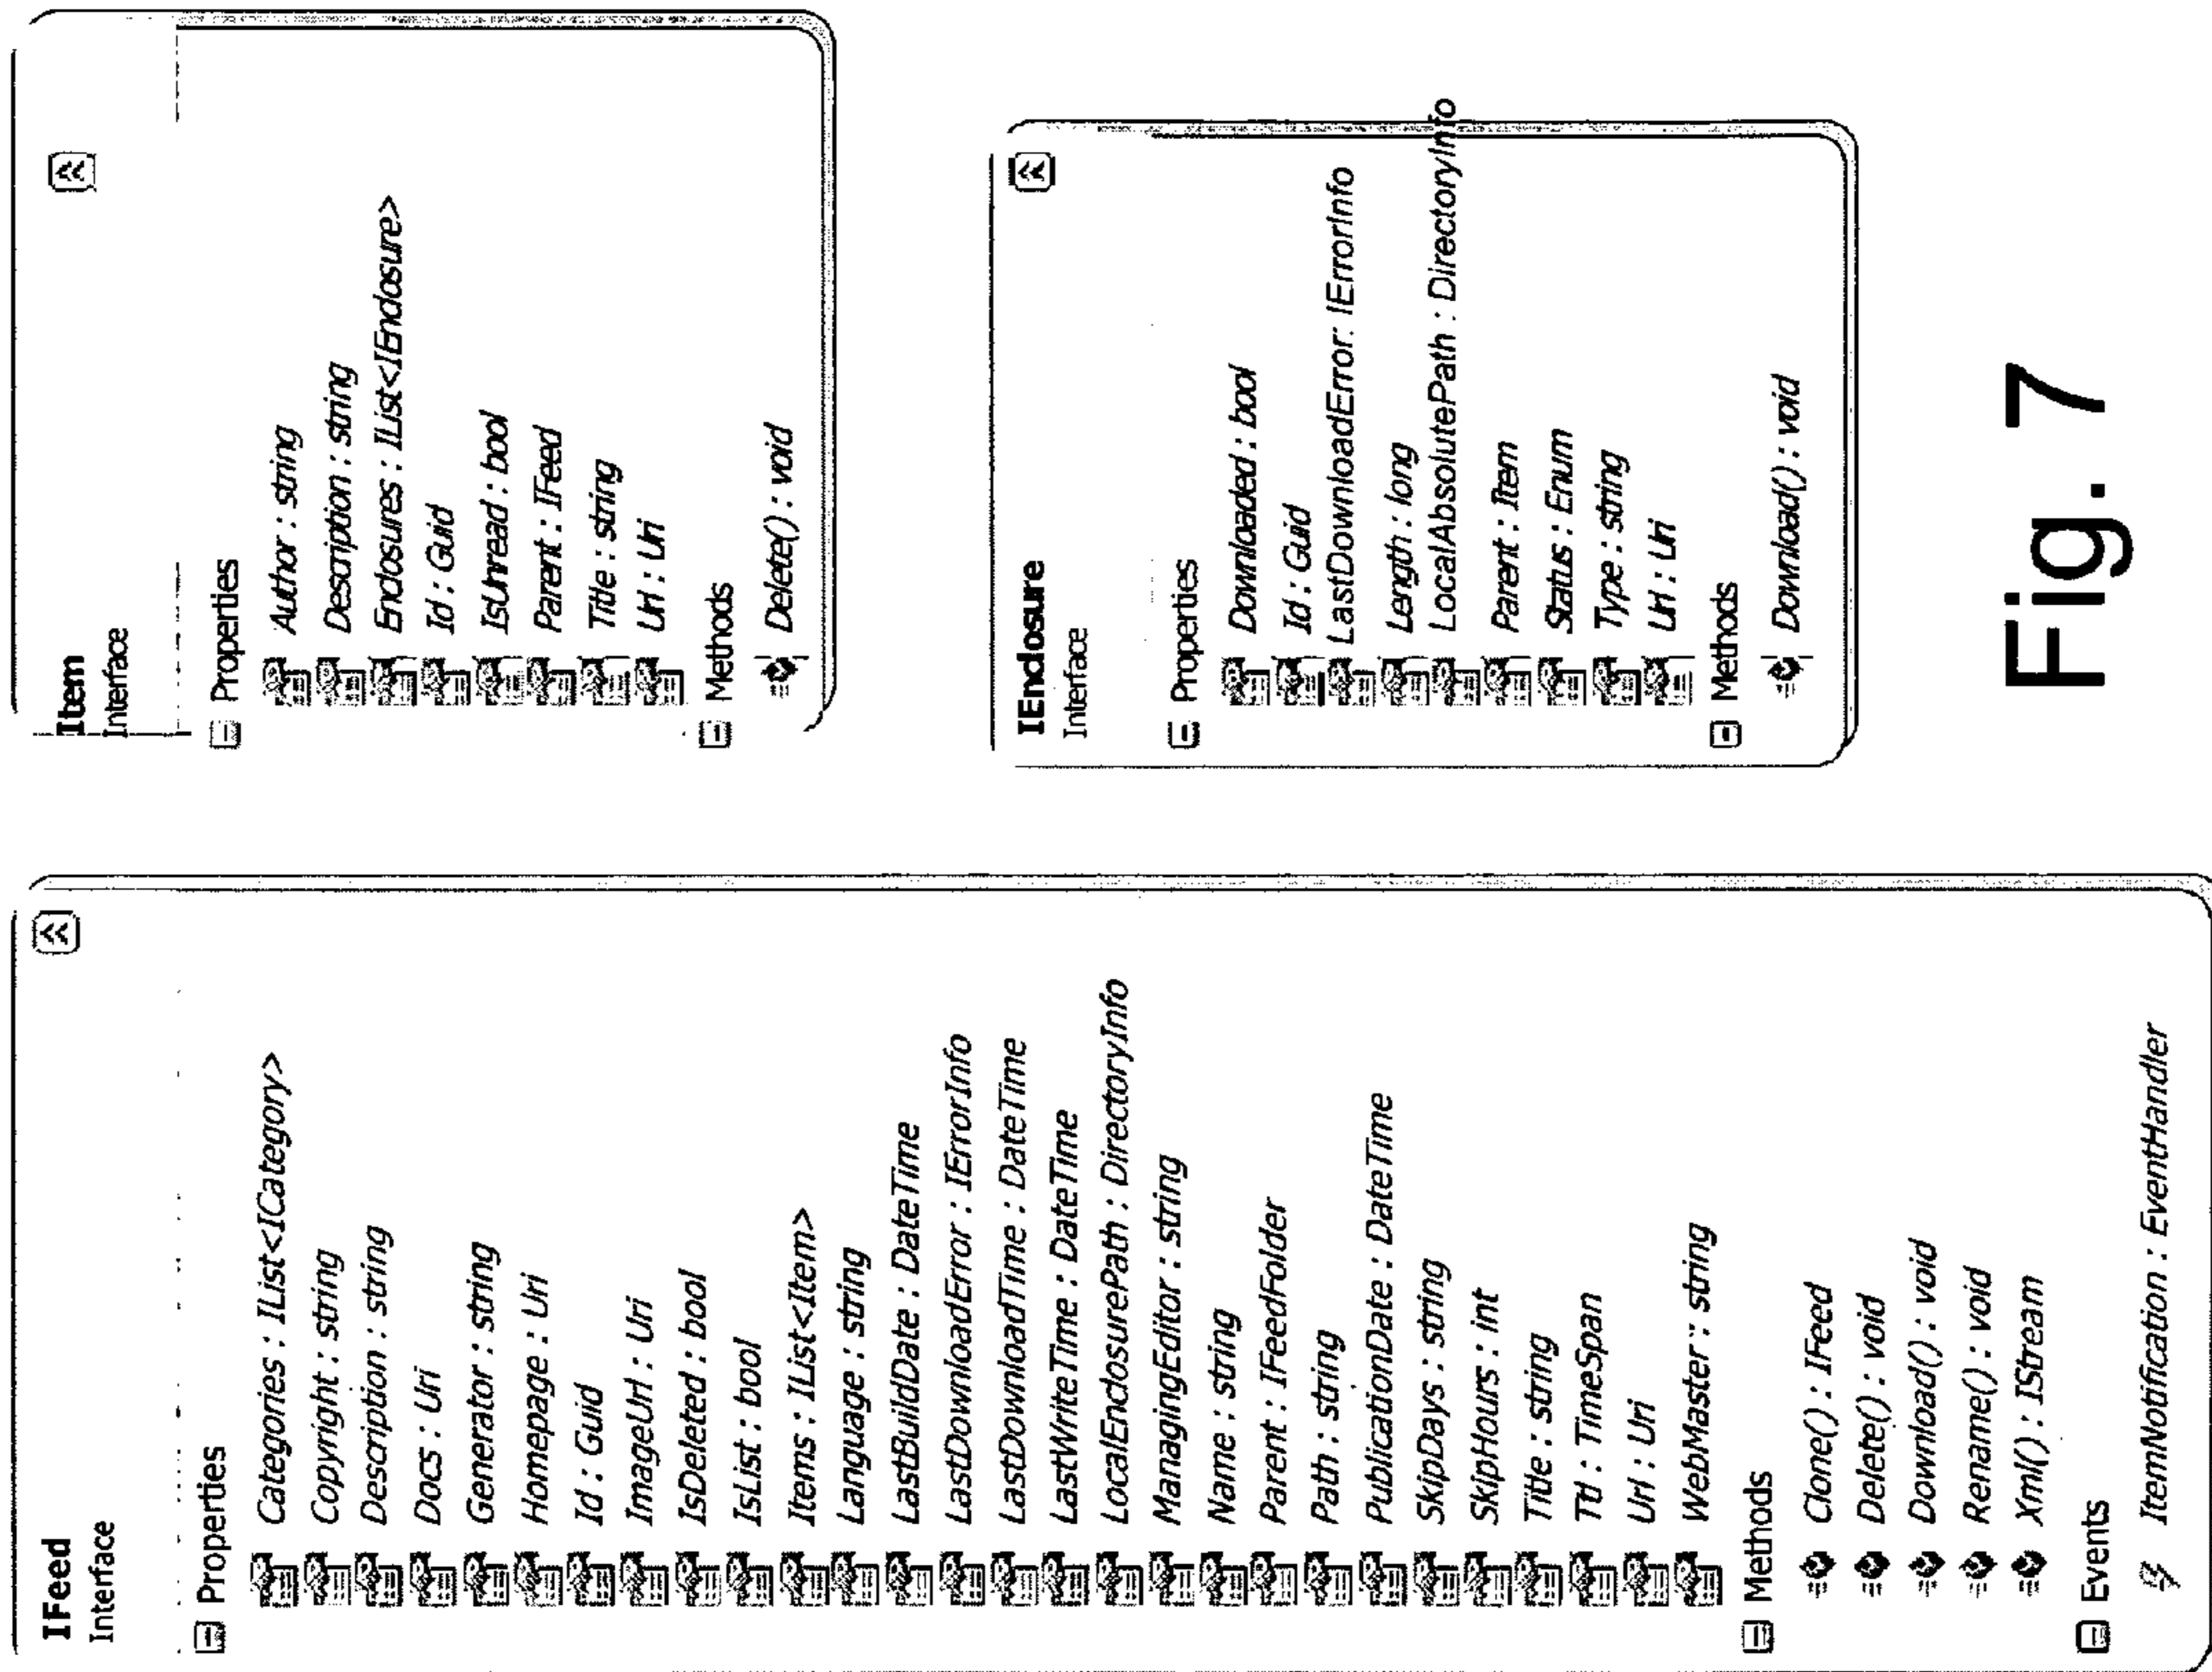 IFeed
Interface
Properties
Categories : IList<ICategory>
Copyright : string
Description : string
Docs : Uri
Generator : string
Homepage : Uri
Id : Guid
ImageUrl : Uri
IsDeleted : bool
IsList : bool
Items : IList<Item>
Language : string
LastBuildDate : DateTime
LastDownloadError : IErrorInfo
LastDownloadTime : DateTime
LastWriteTime : DateTime
LocalEnclosurePath : DirectoryInfo
ManagingEditor : string
Name : string
Parent : IFeedFolder
Path : string
PublicationDate : DateTime
SkipDays : string
SkipHours : int
Title : string
Ttl : TimeSpan
Url : Uri
WebMaster : string
Methods
Clone() : IFeed
Delete() : void
Download() : void
Rename() : void
Xml() : IStream
Events
ItemNotification : EventHandler
Item
Interface
Properties
Author : string
Description : string
Enclosures : IList<IEnclosure>
Id : Guid
IsUnread : bool
Parent : IFeed
Title : string
Url : Uri
Methods
Delete() : void
IEnclosure
Interface
Properties
Downloaded : bool
Id : Guid
LastDownloadError: IErrorInfo
Length : long
LocalAbsolutePath : DirectoryInfo
Parent : Item
Status : Enum
Type : string
Url : Uri
Methods
Download() : void
Fig. 7